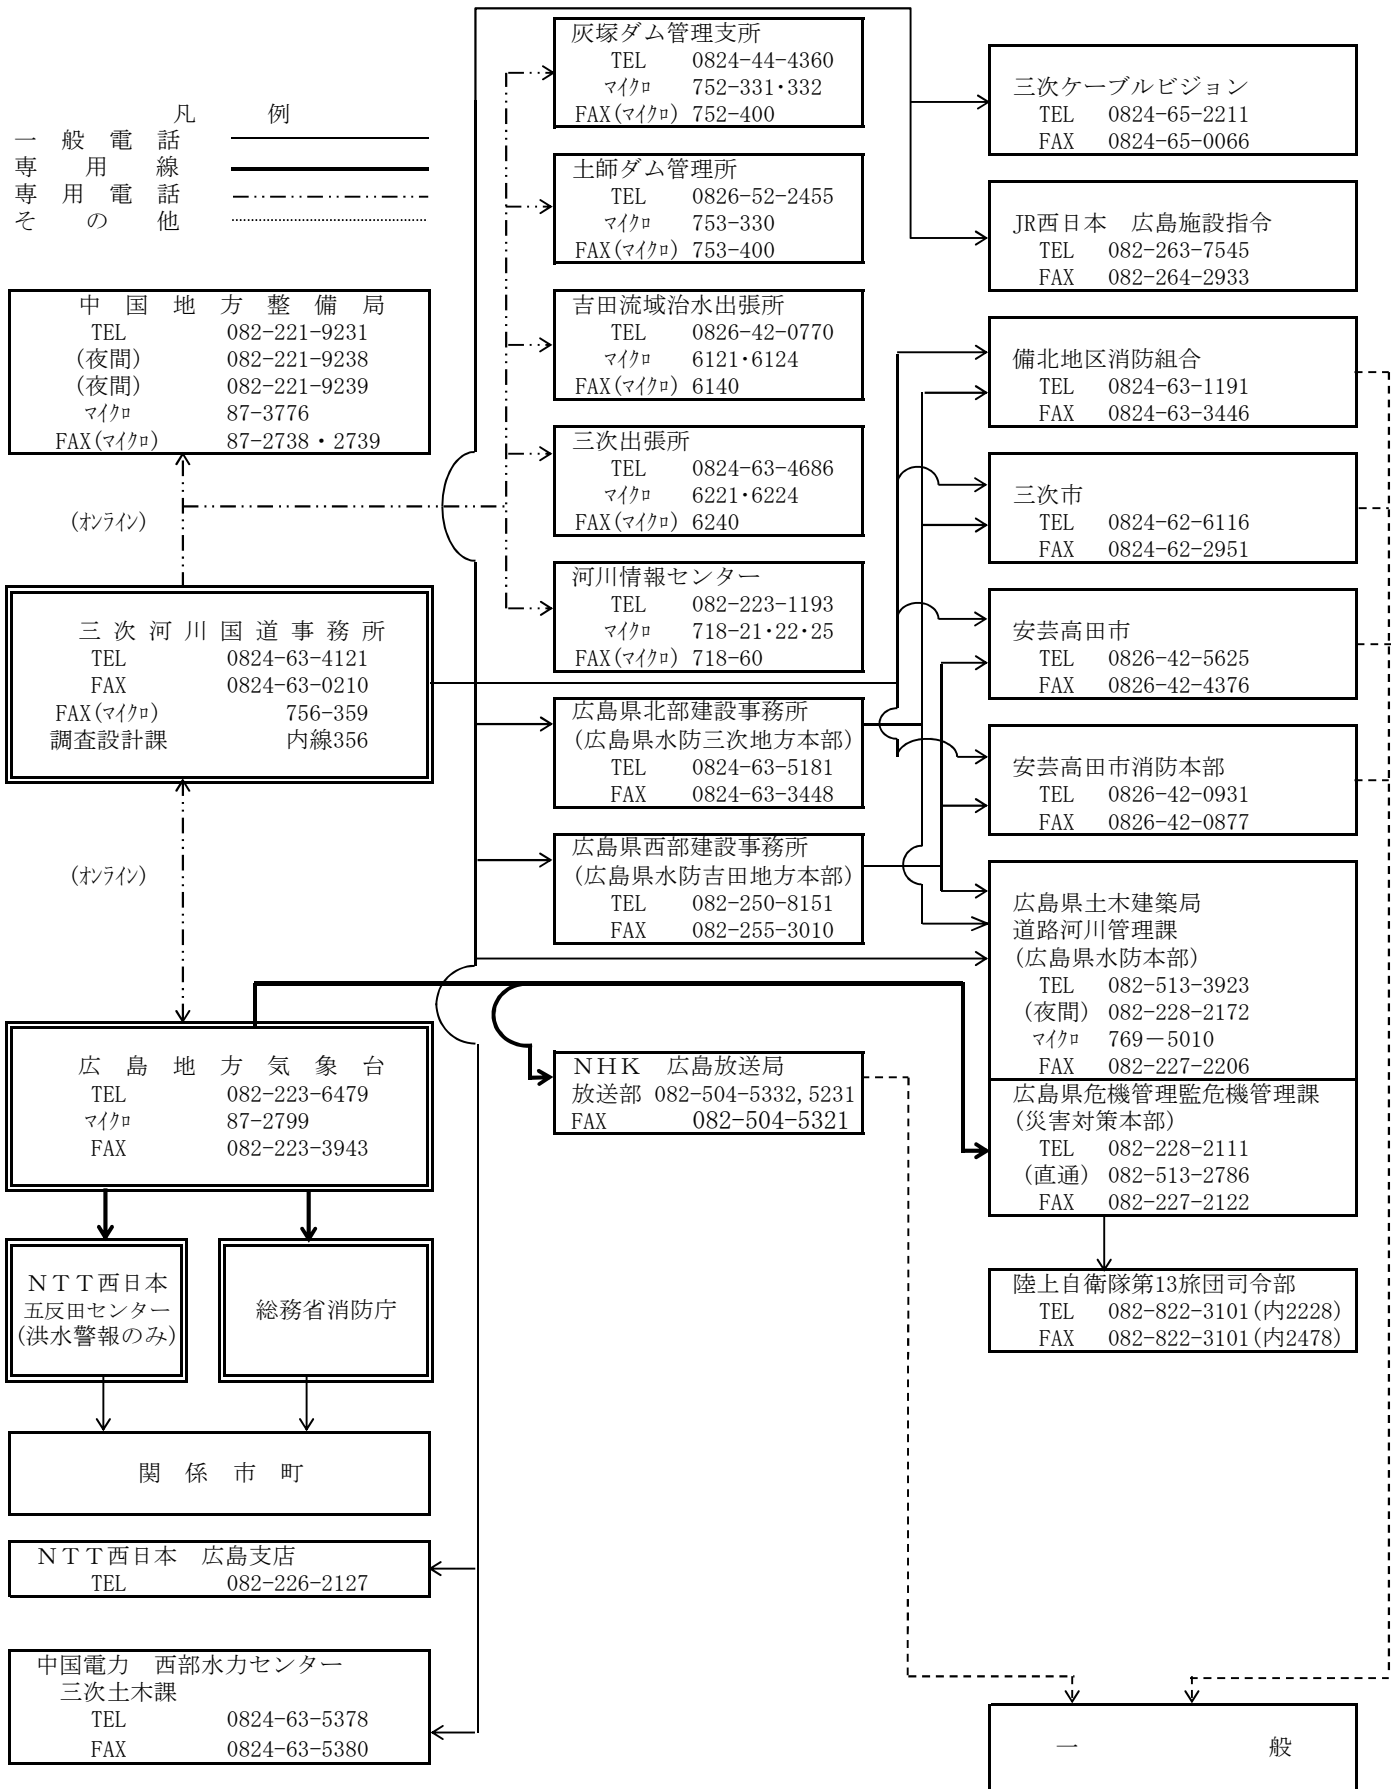 凡 例
一 般 電 話
専 用 線
専 用 電 話
そ の 他
中 国 地 方 整 備 局
TEL 082-221-9231
(夜間) 082-221-9238
(夜間) 082-221-9239
ﾏｲｸﾛ 87-3776
FAX(ﾏｲｸﾛ) 87-2738・2739
(ｵﾝﾗｲﾝ)
三 次 河 川 国 道 事 務 所
TEL 0824-63-4121
FAX 0824-63-0210
FAX(ﾏｲｸﾛ) 756-359
調査設計課 内線356
(ｵﾝﾗｲﾝ)
広 島 地 方 気 象 台
TEL 082-223-6479
ﾏｲｸﾛ 87-2799
FAX 082-223-3943
ＮＴＴ西日本
五反田センター
(洪水警報のみ)
総務省消防庁
関 係 市 町
ＮＴＴ西日本 広島支店
TEL 082-226-2127
中国電力 西部水力センター
三次土木課
TEL 0824-63-5378
FAX 0824-63-5380
灰塚ダム管理支所
TEL 0824-44-4360
ﾏｲｸﾛ 752-331･332
FAX(ﾏｲｸﾛ) 752-400
土師ダム管理所
TEL 0826-52-2455
ﾏｲｸﾛ 753-330
FAX(ﾏｲｸﾛ) 753-400
吉田流域治水出張所
TEL 0826-42-0770
ﾏｲｸﾛ 6121･6124
FAX(ﾏｲｸﾛ) 6140
三次出張所
TEL 0824-63-4686
ﾏｲｸﾛ 6221･6224
FAX(ﾏｲｸﾛ) 6240
河川情報センター
TEL 082-223-1193
ﾏｲｸﾛ 718-21･22･25
FAX(ﾏｲｸﾛ) 718-60
広島県北部建設事務所
(広島県水防三次地方本部)
TEL 0824-63-5181
FAX 0824-63-3448
広島県西部建設事務所
(広島県水防吉田地方本部)
TEL 082-250-8151
FAX 082-255-3010
ＮＨＫ 広島放送局
放送部 082-504-5332,5231
FAX 082-504-5321
三次ケーブルビジョン
TEL 0824-65-2211
FAX 0824-65-0066
JR西日本 広島施設指令
TEL 082-263-7545
FAX 082-264-2933
備北地区消防組合
TEL 0824-63-1191
FAX 0824-63-3446
三次市
TEL 0824-62-6116
FAX 0824-62-2951
安芸高田市
TEL 0826-42-5625
FAX 0826-42-4376
安芸高田市消防本部
TEL 0826-42-0931
FAX 0826-42-0877
広島県土木建築局
道路河川管理課
(広島県水防本部)
TEL 082-513-3923
(夜間) 082-228-2172
ﾏｲｸﾛ 769－5010
FAX 082-227-2206
広島県危機管理監危機管理課
(災害対策本部)
TEL 082-228-2111
(直通) 082-513-2786
FAX 082-227-2122
陸上自衛隊第13旅団司令部
TEL 082-822-3101(内2228)
FAX 082-822-3101(内2478)
一 般